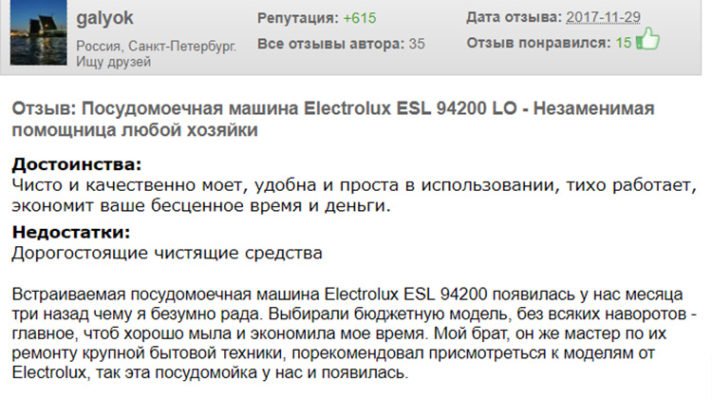 galyok
Россия, Санкт-Петербург.
Ищу друзей
Репутация: +615
Все отзывы автора: 35
Дата отзыва: 2017-11-29
Отзыв понравился: 15
Отзыв: Посудомоечная машина Electrolux ESL 94200 LO - Незаменимая
помощница любой хозяйки
Достоинства:
Чисто и качественно моет, удобна и проста в использовании, тихо работает,
экономит ваше бесценное время и деньги.
Недостатки:
Дорогостоящие чистящие средства
Встраиваемая посудомоечная машина Electrolux ESL 94200 появилась у нас месяца
три назад чему я безумно рада. Выбирали бюджетную модель, без всяких наворотов -
главное, чтоб хорошо мыла и экономила мое время. Мой брат, он же мастер по их
ремонту крупной бытовой техники, порекомендовал присмотреться к моделям от
Electrolux, так эта посудомойка у нас и появилась.